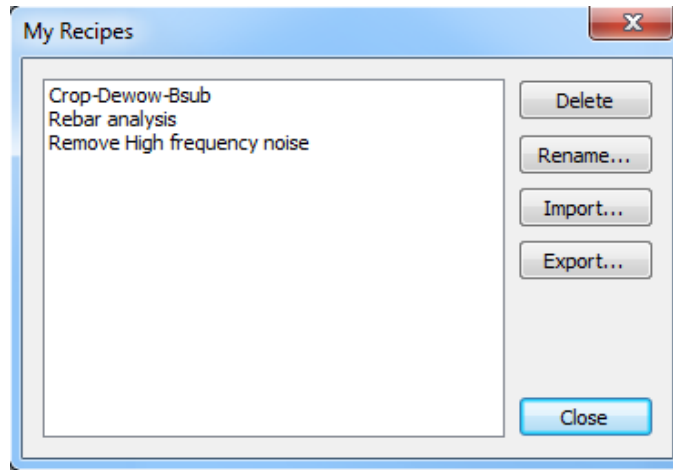 My Recipes
Crop-Dewow-Bsub
Rebar analysis
Remove High frequency noise
Delete
Rename...
Import...
Export...
Close